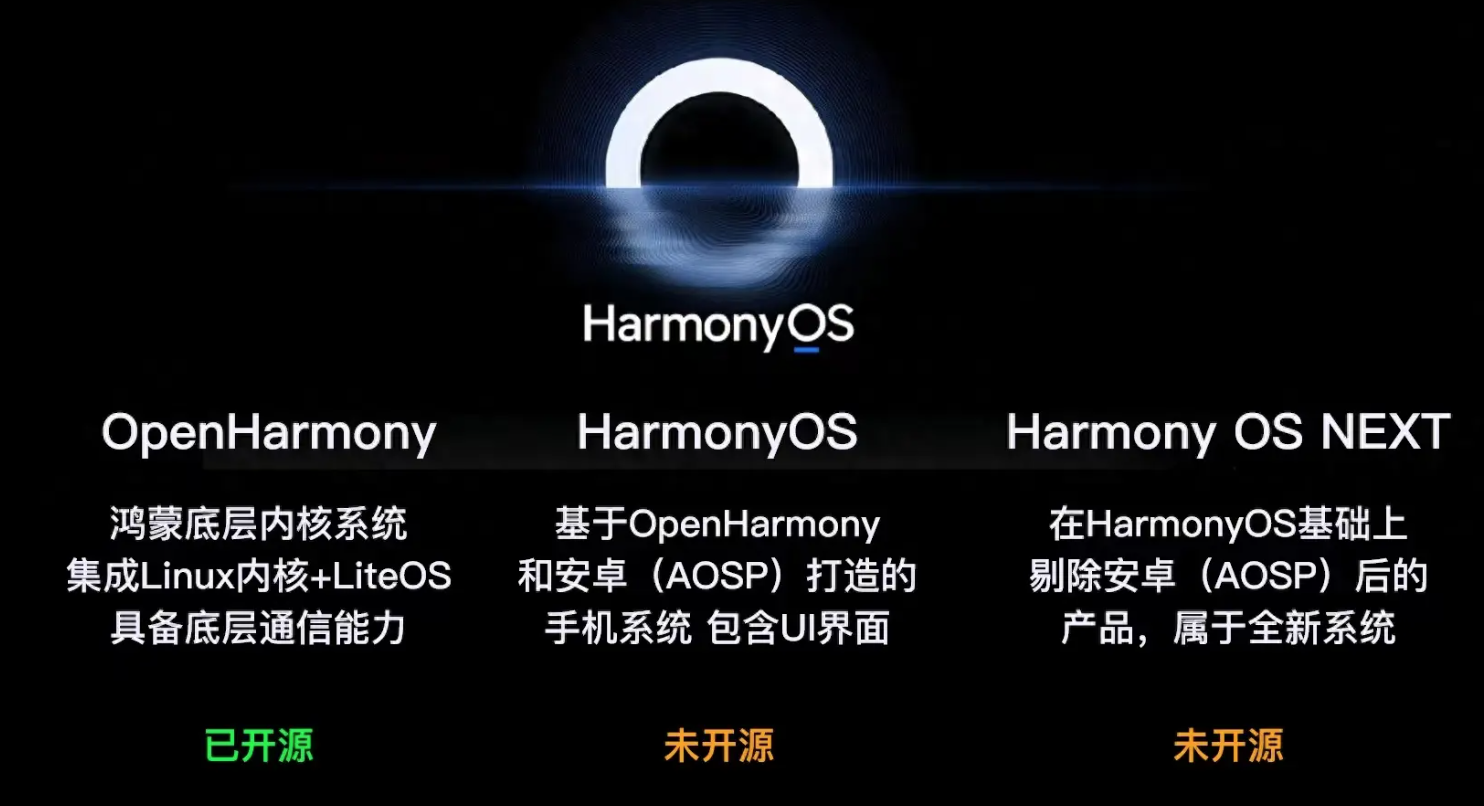 HarmonyOS
OpenHarmony
鸿蒙底层内核系统
集成Linux内核+LiteOS
具备底层通信能力
已开源
HarmonyOS
基于OpenHarmony
和安卓（AOSP）打造的
手机系统 包含UI界面
未开源
Harmony OS NEXT
在HarmonyOS基础上
剔除安卓（AOSP）后的
产品，属于全新系统
未开源